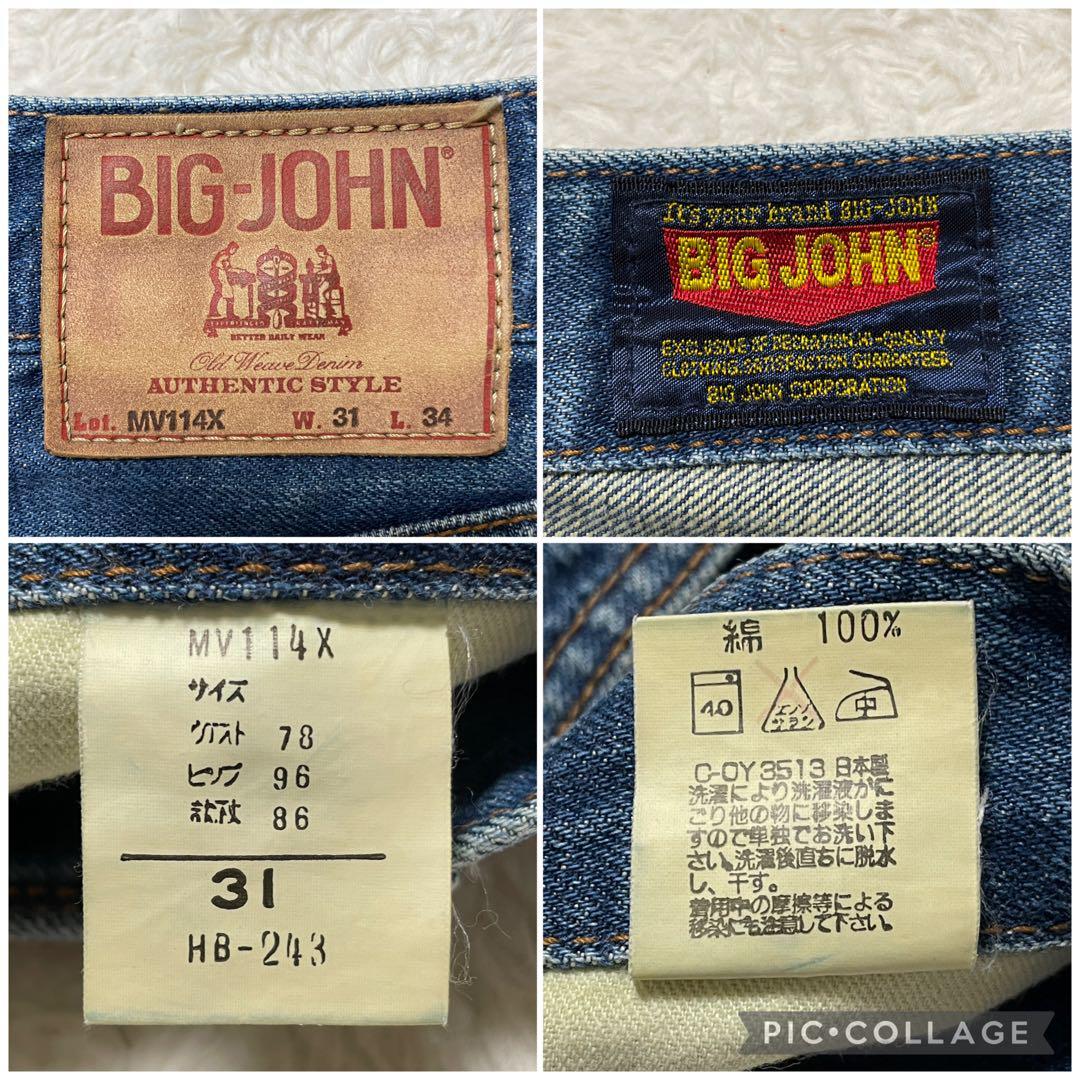 BIG-JOHN®
BETTER DAILY WEAR
Old Weave Denim
AUTHENTIC STYLE
Lot. MV114X W. 31 L. 34
It's your brand BIG-JOHN
BIG JOHN®
EXCLUSIVE OF RECRATION.HI-QUALITY
CLOTHING.SATISFACTION GUARANTEED.
BIG JOHN CORPORATION
MV114X
サイズ
ウエスト 78
ヒップ 96
股下 86
31
HB-243
綿 100%
40
エンソ
サラシ
中
C-OY3513 日本製
洗濯により洗濯液がに
ごり他の物に移染しま
すので単独でお洗い下
さい。洗濯後直ちに脱水
し、干す。
着用中の摩擦等による
移染にも注意して下さい。
PIC•COLLAGE